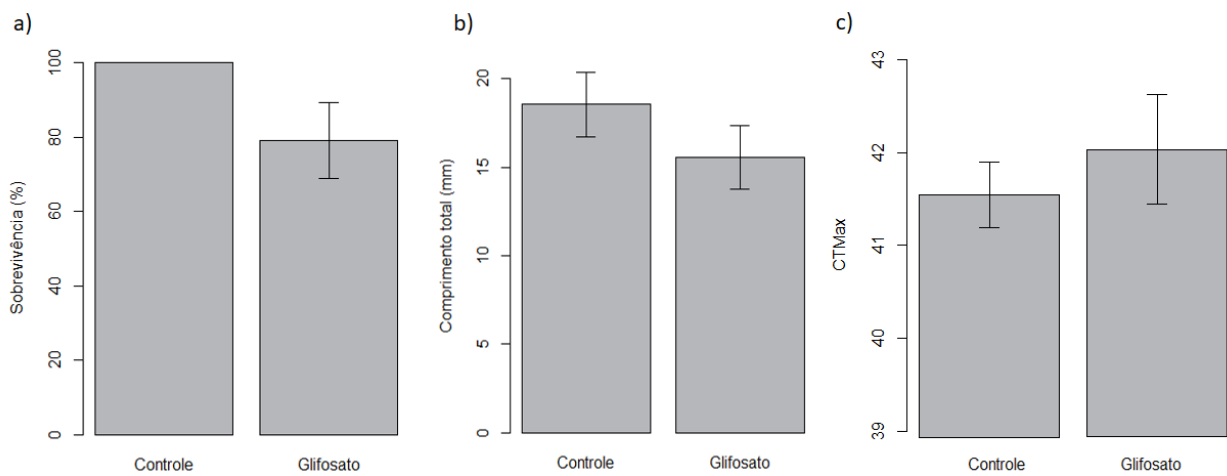 a)
Sobrevivência (%)
0
20
40
60
80
100
Controle Glifosato
b)
Comprimento total (mm)
0
5
10
15
20
Controle Glifosato
c)
CTMax
39
40
41
42
43
Controle Glifosato